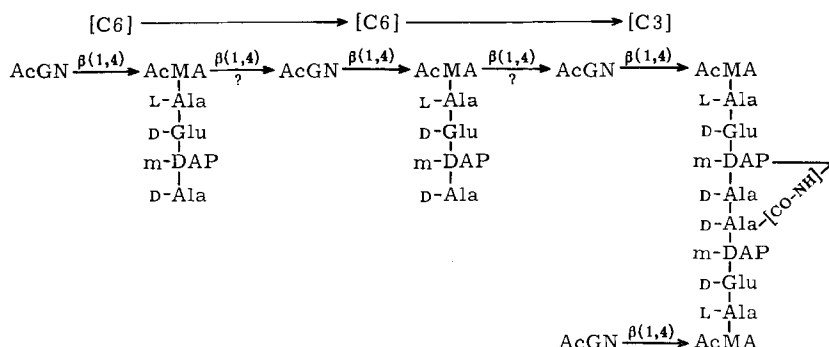 [C6] [C6] [C3]
β(1,4) β(1,4) β(1,4) β(1,4) β(1,4)
AcGN AcMA AcGN AcMA AcGN AcMA
? ?
L-Ala L-Ala L-Ala
D-Glu D-Glu D-Glu
m-DAP m-DAP m-DAP
D-Ala D-Ala D-Ala
D-Ala-[CO-NH]
m-DAP
D-Glu
L-Ala
β(1,4)
AcGN AcMA